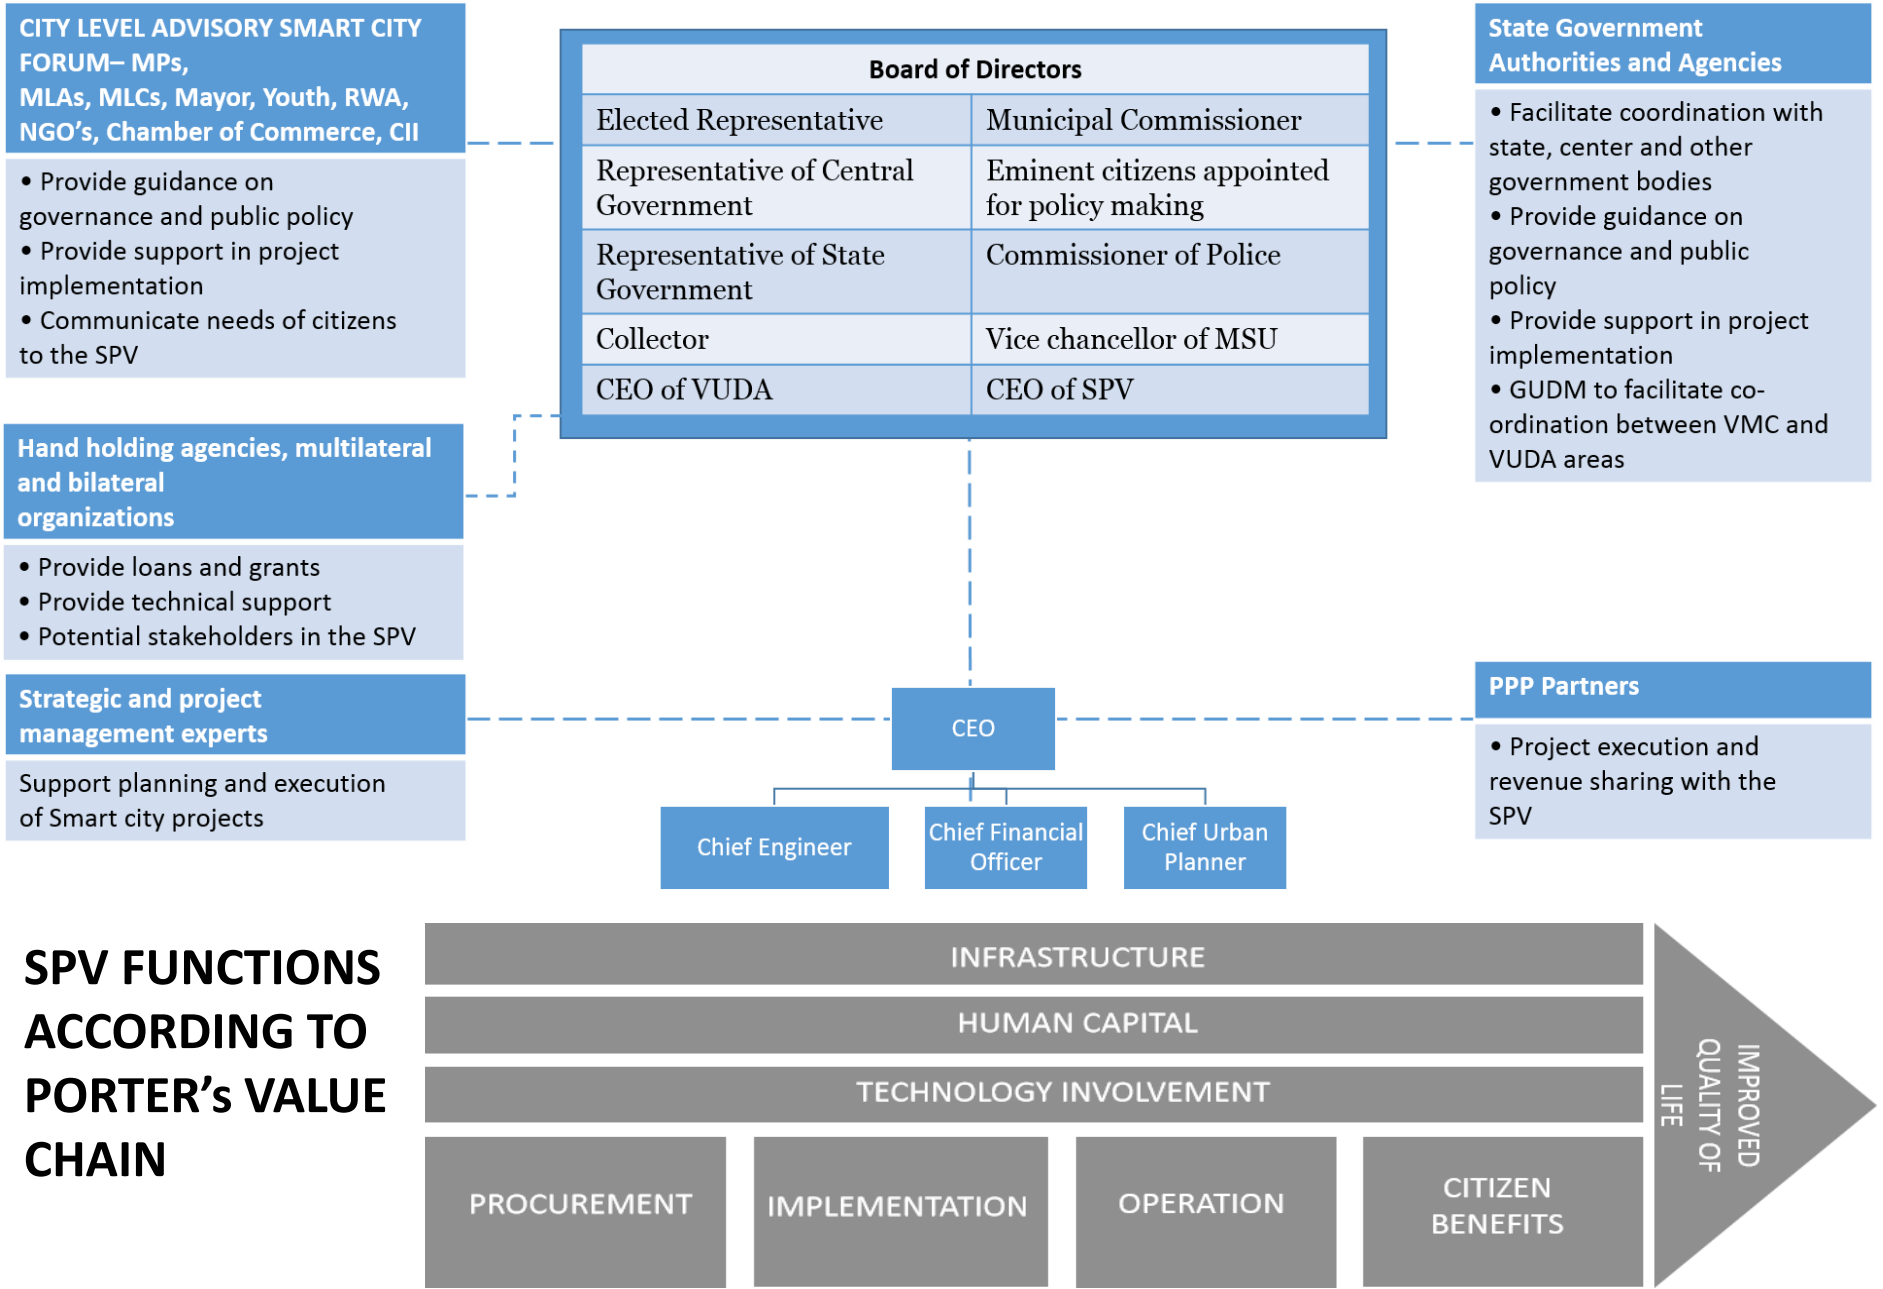 CITY LEVEL ADVISORY SMART CITY
FORUM– MPs,
MLAs, MLCs, Mayor, Youth, RWA,
NGO’s, Chamber of Commerce, CII
• Provide guidance on
governance and public policy
• Provide support in project
implementation
• Communicate needs of citizens
to the SPV
Hand holding agencies, multilateral
and bilateral
organizations
• Provide loans and grants
• Provide technical support
• Potential stakeholders in the SPV
Strategic and project
management experts
Support planning and execution
of Smart city projects
Board of Directors
Elected Representative
Municipal Commissioner
Representative of Central
Government
Eminent citizens appointed
for policy making
Representative of State
Government
Commissioner of Police
Collector
Vice chancellor of MSU
CEO of VUDA
CEO of SPV
State Government
Authorities and Agencies
• Facilitate coordination with
state, center and other
government bodies
• Provide guidance on
governance and public
policy
• Provide support in project
implementation
• GUDM to facilitate co-
ordination between VMC and
VUDA areas
CEO
Chief Engineer
Chief Financial
Officer
Chief Urban
Planner
PPP Partners
• Project execution and
revenue sharing with the
SPV
SPV FUNCTIONS
ACCORDING TO
PORTER’s VALUE
CHAIN
INFRASTRUCTURE
HUMAN CAPITAL
TECHNOLOGY INVOLVEMENT
PROCUREMENT
IMPLEMENTATION
OPERATION
CITIZEN
BENEFITS
IMPROVED
QUALITY OF
LIFE